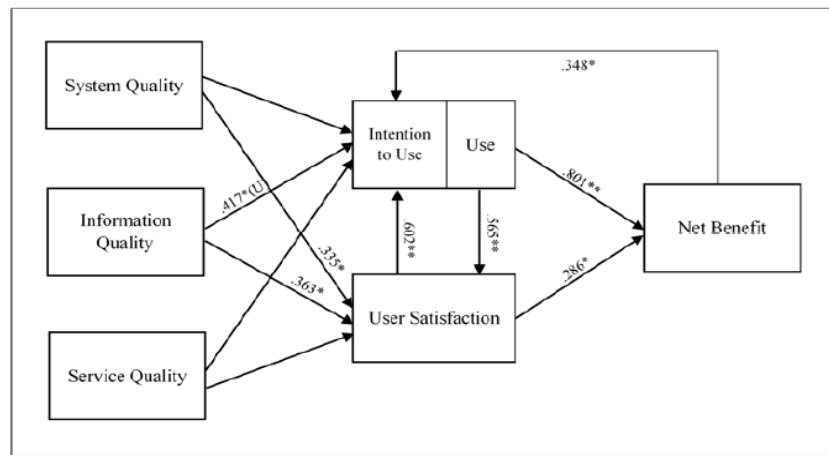 System Quality
.348*
Intention
to Use
Use
.417*(U)
.801**
Information
Quality
.602**
.565**
Net Benefit
.335*
.363*
.286*
User Satisfaction
Service Quality